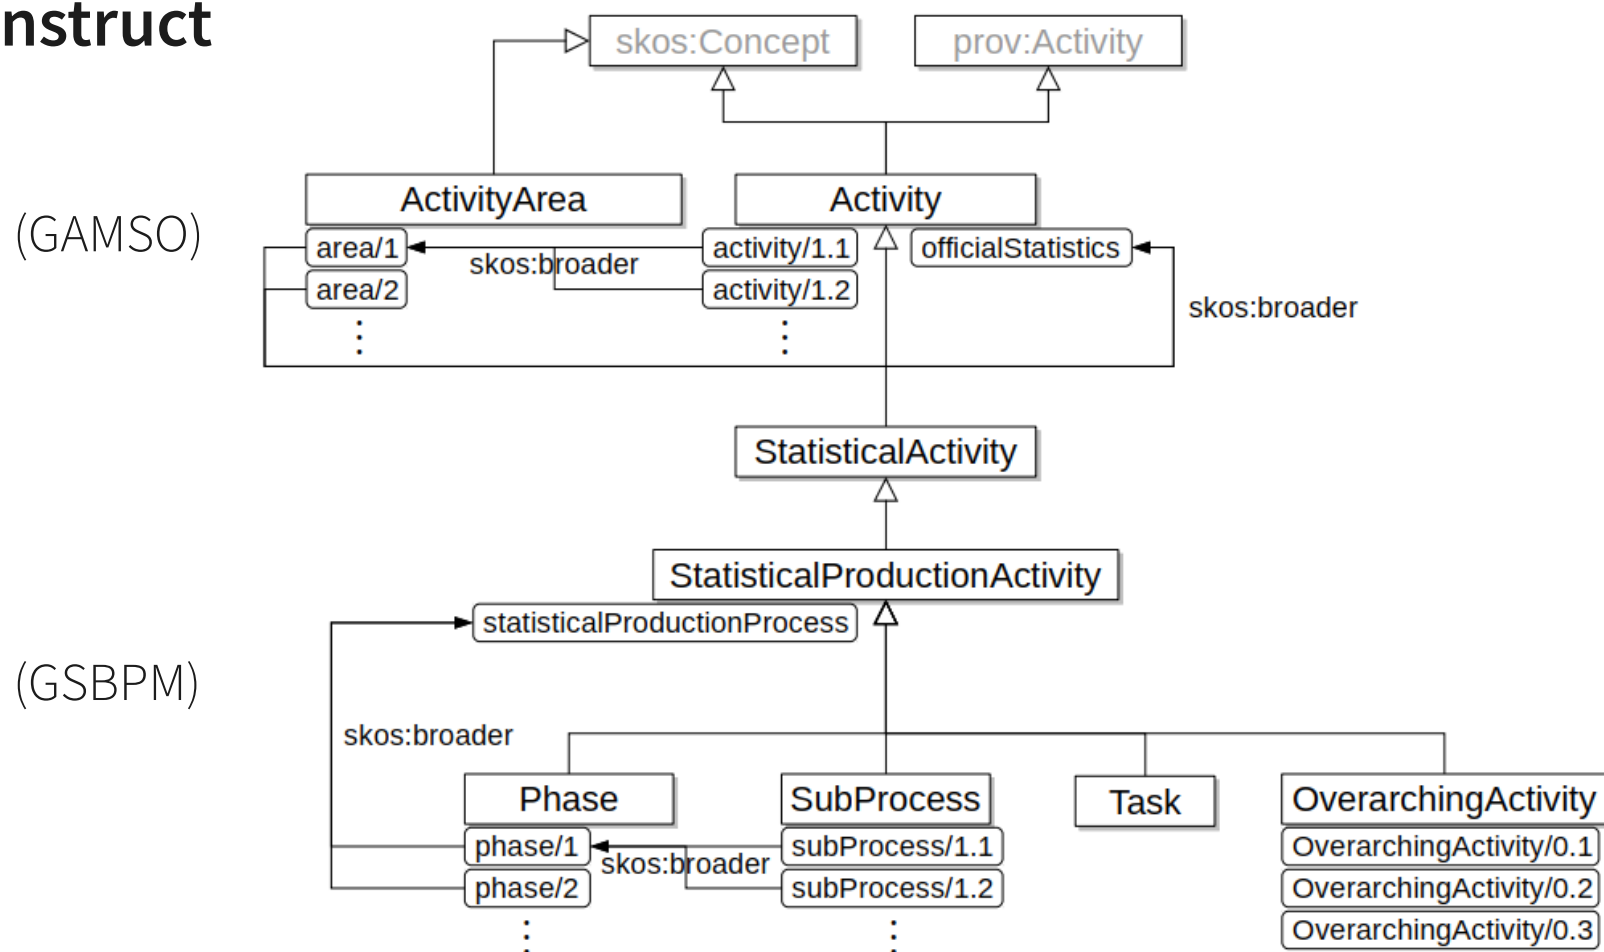 nstruct
skos:Concept
prov:Activity
ActivityArea
Activity
(GAMSO)
area/1
activity/1.1
officialStatistics
skos:broader
area/2
activity/1.2
skos:broader
StatisticalActivity
StatisticalProductionActivity
statisticalProductionProcess
(GSBPM)
skos:broader
Phase
SubProcess
Task
OverarchingActivity
phase/1
subProcess/1.1
OverarchingActivity/0.1
skos:broader
phase/2
subProcess/1.2
OverarchingActivity/0.2
OverarchingActivity/0.3